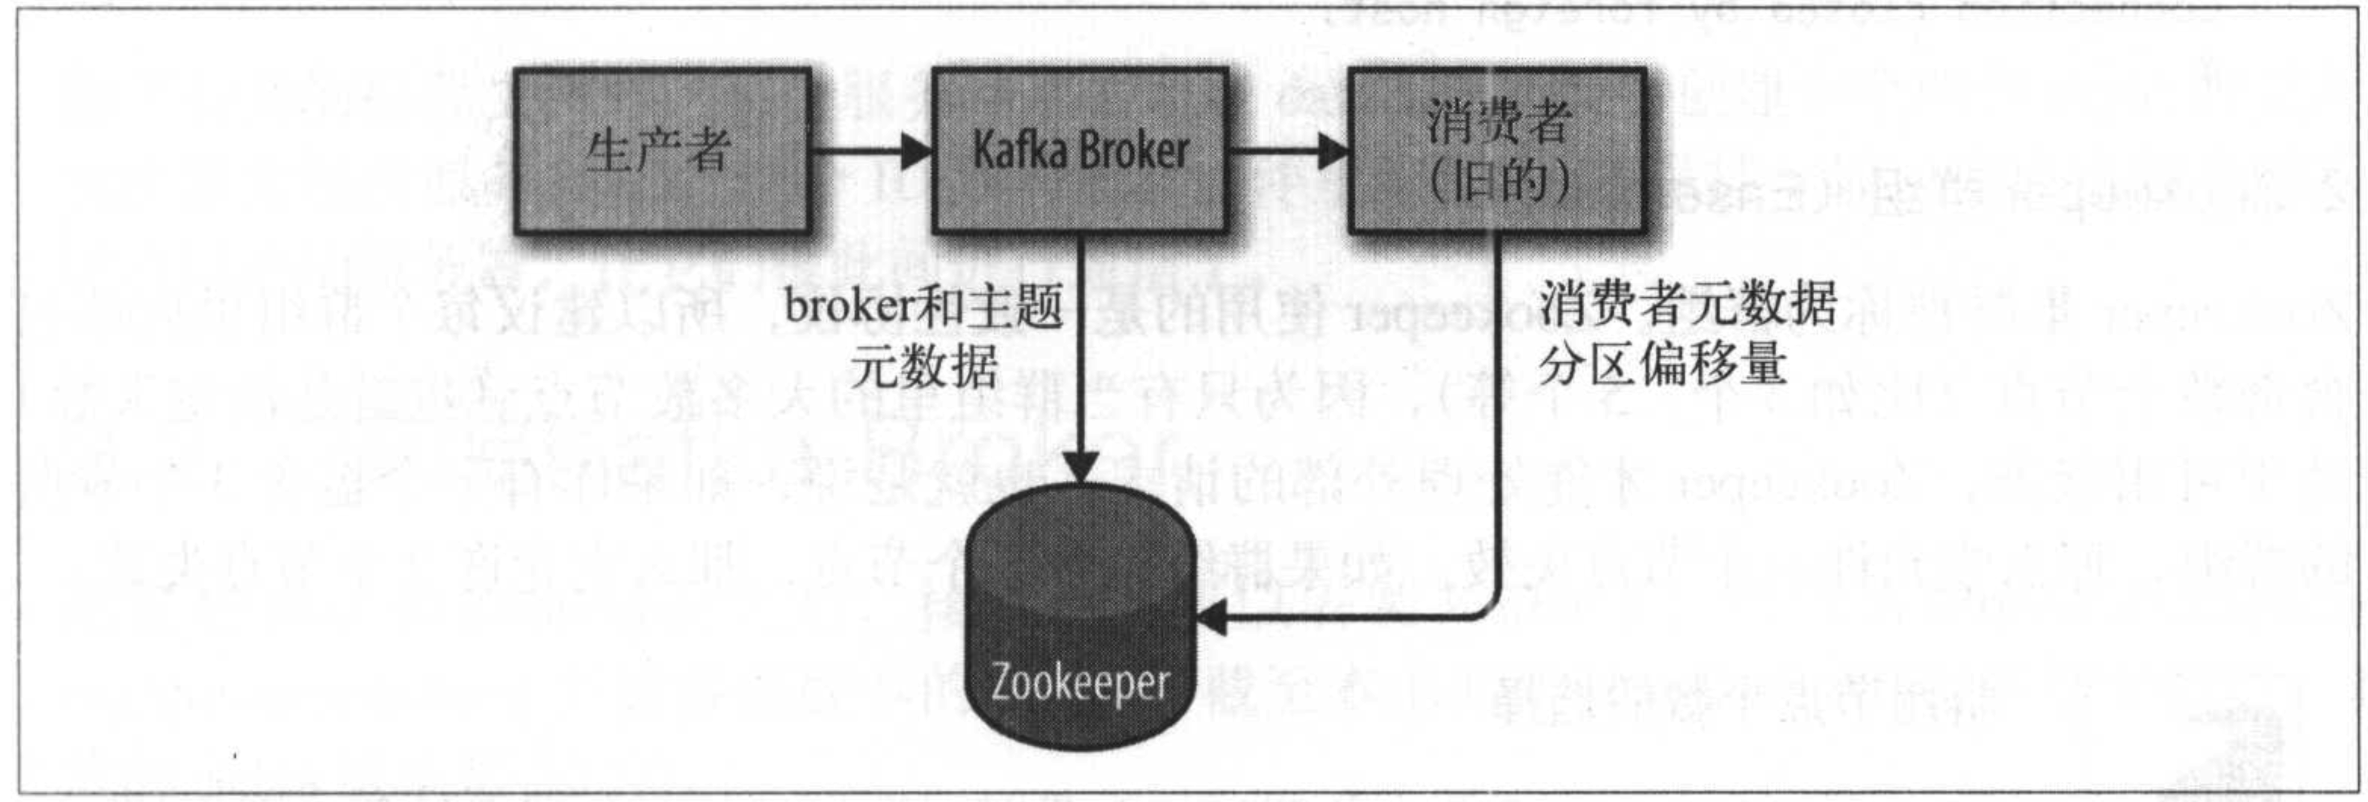 生产者
Kafka Broker
消费者
（旧的）
broker和主题
元数据
消费者元数据
分区偏移量
Zookeeper